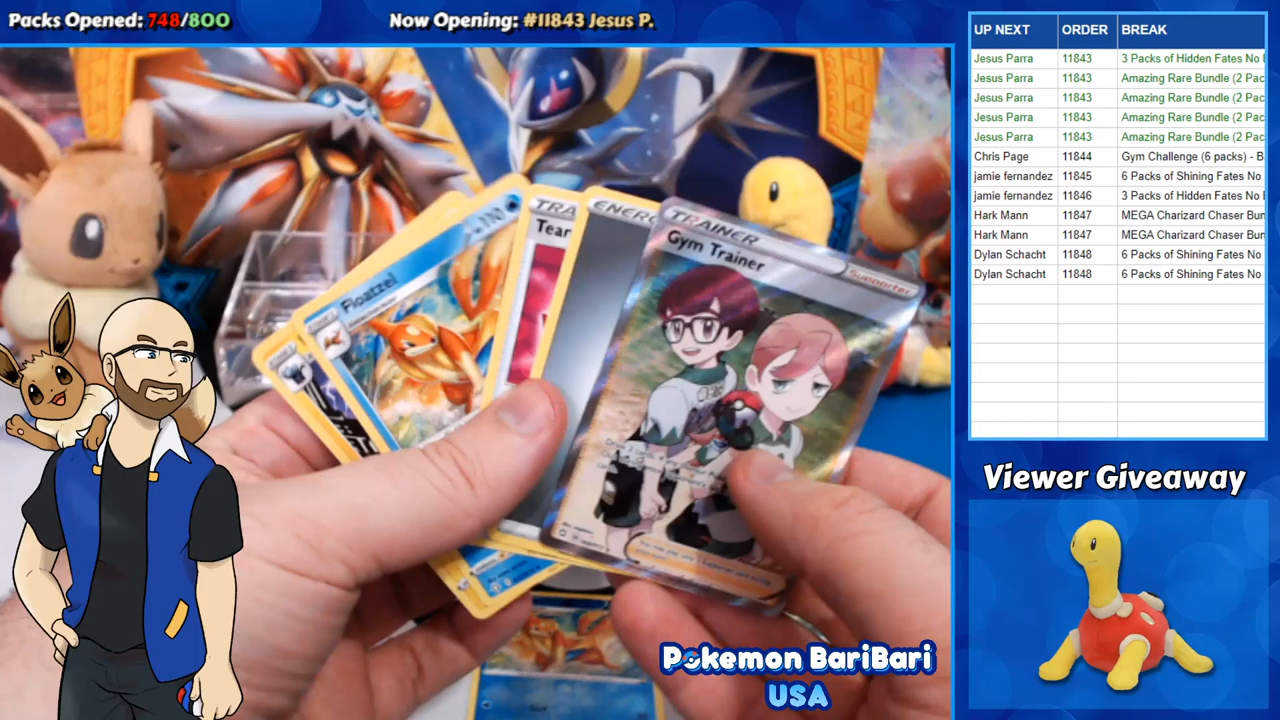 Packs Opened: 748/800
Now Opening: #11843 Jesus P.
UP NEXT ORDER BREAK
Jesus Parra 11843 3 Packs of Hidden Fates No
Jesus Parra 11843 Amazing Rare Bundle (2 Pac
Jesus Parra 11843 Amazing Rare Bundle (2 Pac
Jesus Parra 11843 Amazing Rare Bundle (2 Pac
Jesus Parra 11843 Amazing Rare Bundle (2 Pac
Chris Page 11844 Gym Challenge (6 packs) - B
jamie fernandez 11845 6 Packs of Shining Fates No
jamie fernandez 11846 3 Packs of Hidden Fates No
Hark Mann 11847 MEGA Charizard Chaser Bun
Hark Mann 11847 MEGA Charizard Chaser Bun
Dylan Schacht 11848 6 Packs of Shining Fates No
Dylan Schacht 11848 6 Packs of Shining Fates No
Viewer Giveaway
Floatzel
TRA
Tear
ENERG
TRAINER
Gym Trainer
Supporter
Pokemon BariBari
USA